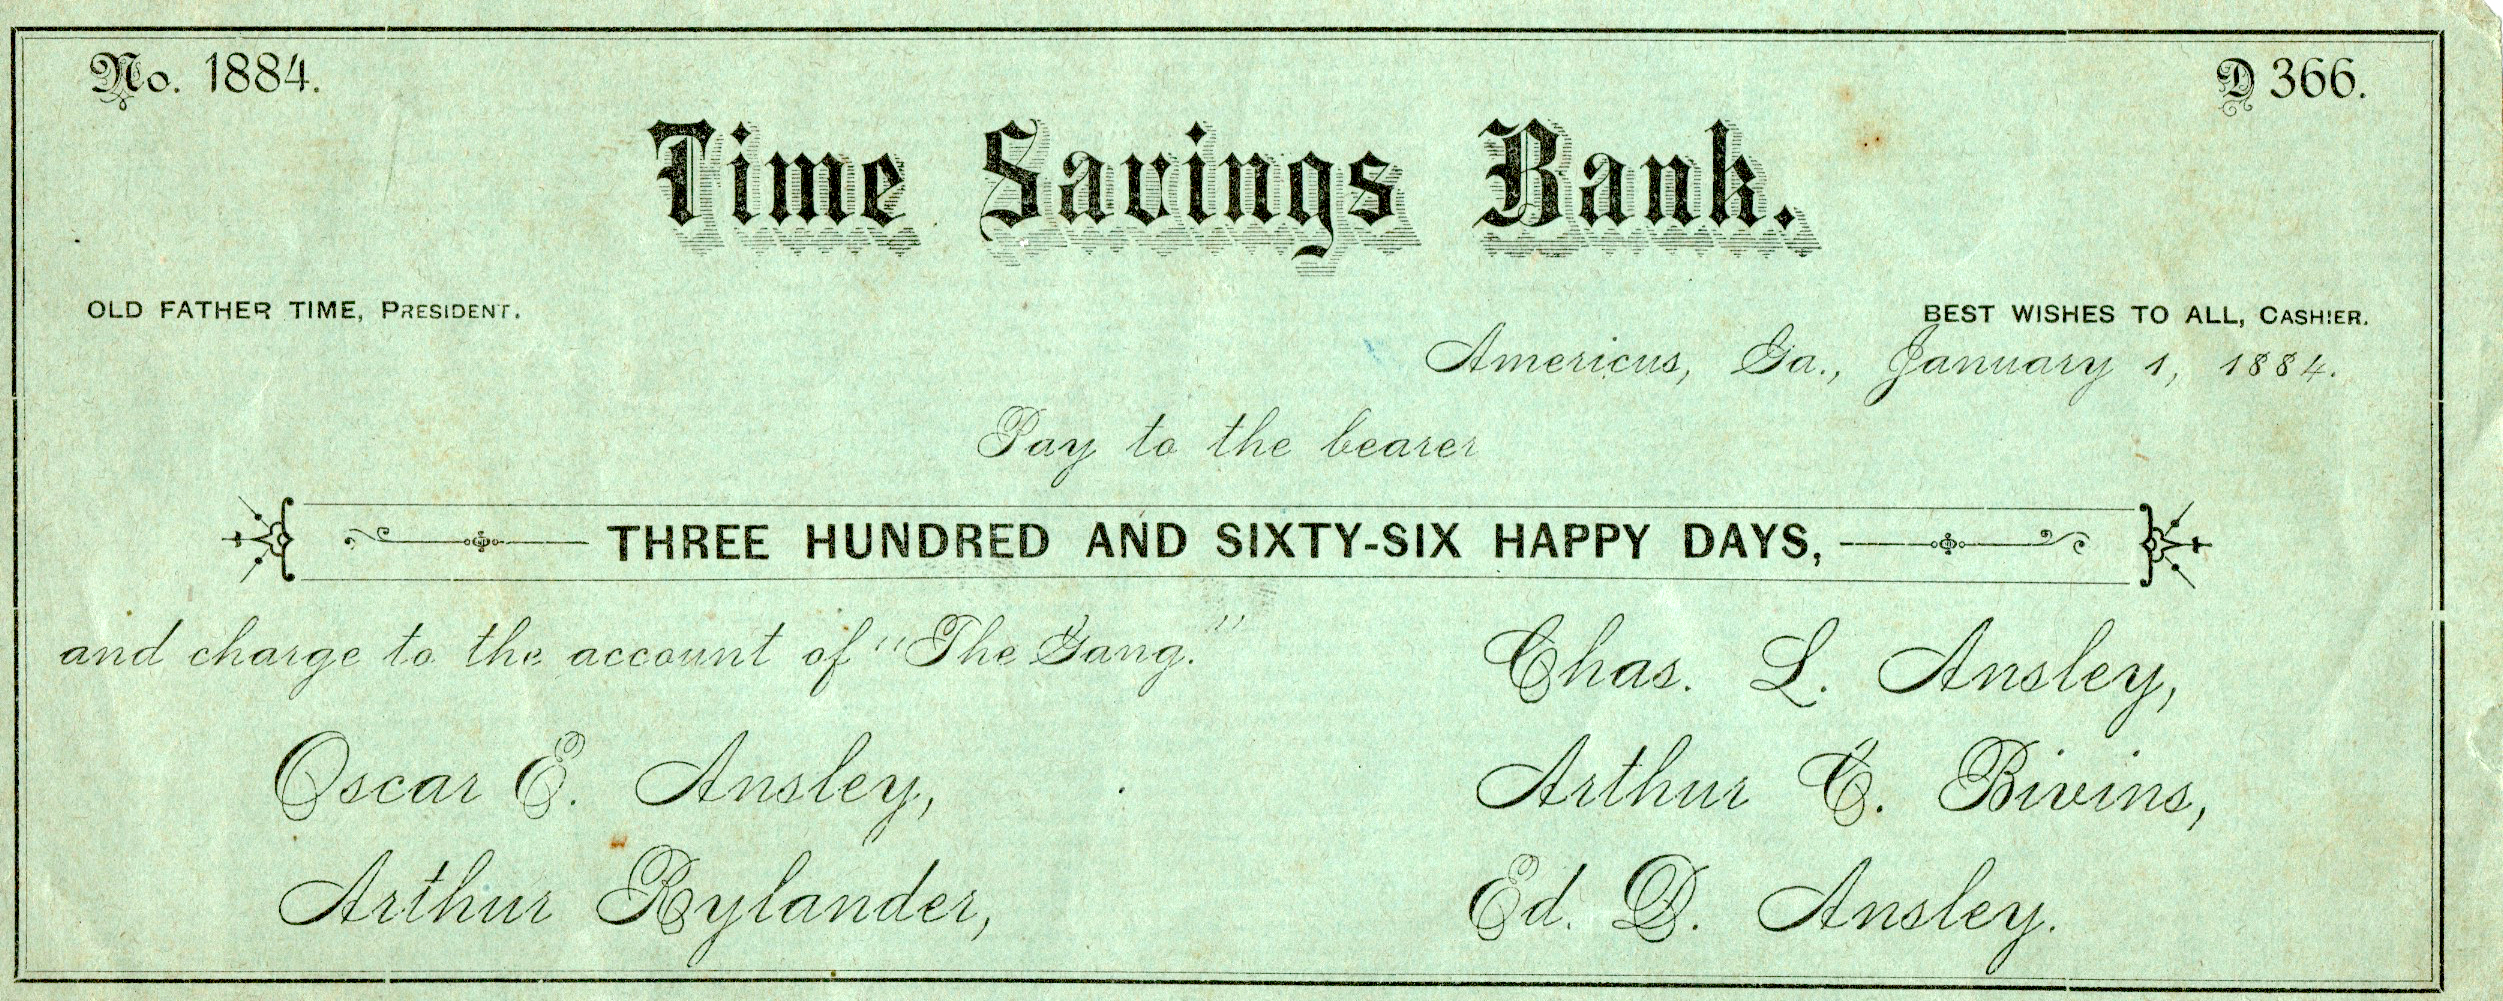 No. 1884.
D 366.
Time Savings Bank.
OLD FATHER TIME, PRESIDENT.
BEST WISHES TO ALL, CASHIER.
Americus, Ga., January 1, 1884.
Pay to the bearer
THREE HUNDRED AND SIXTY-SIX HAPPY DAYS,
and charge to the account of "The Gang."
Chas. L. Ansley,
Oscar E. Ansley,
Arthur C. Bivins,
Arthur Rylander,
Ed. D. Ansley.